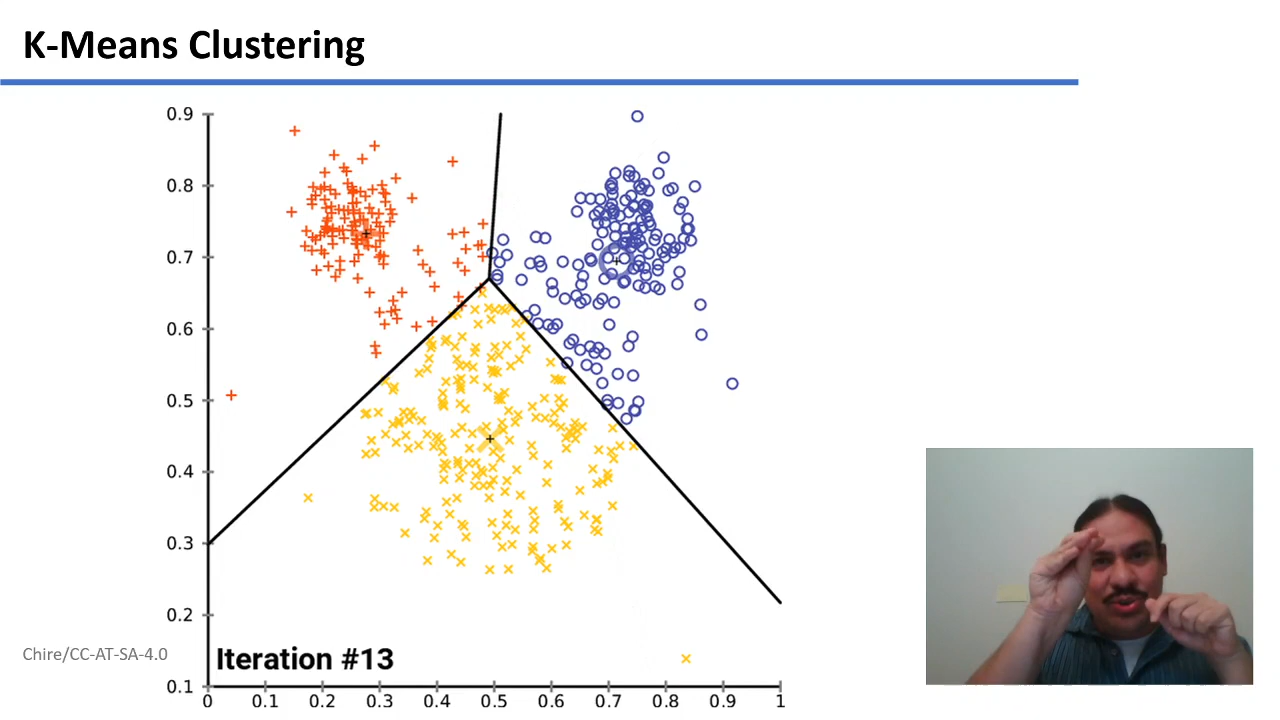 K-Means Clustering
0.9
0.8
0.7
0.6
0.5
0.4
0.3
0.2
0.1
Iteration #13
Chire/CC-AT-SA-4.0
0 0.1 0.2 0.3 0.4 0.5 0.6 0.7 0.8 0.9 1